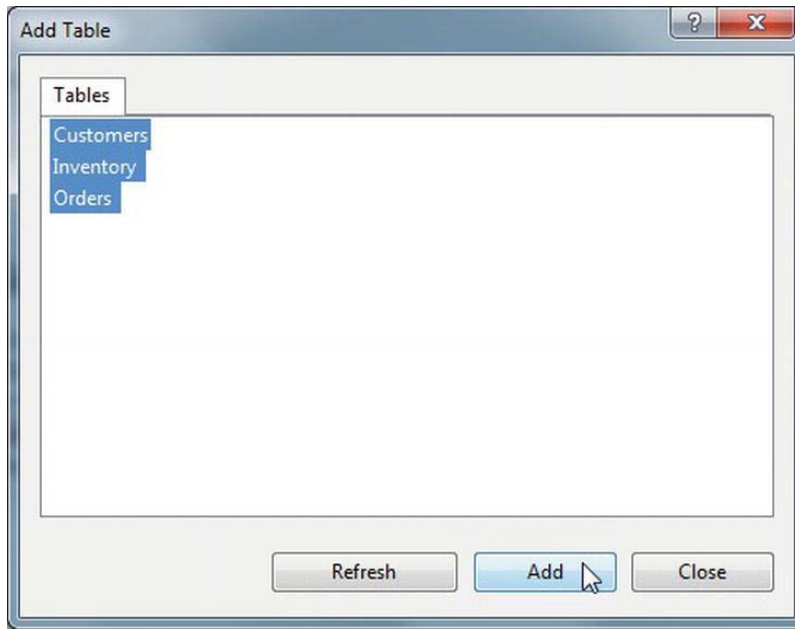 Add Table
?
Tables
Customers
Inventory
Orders
Refresh Add Close